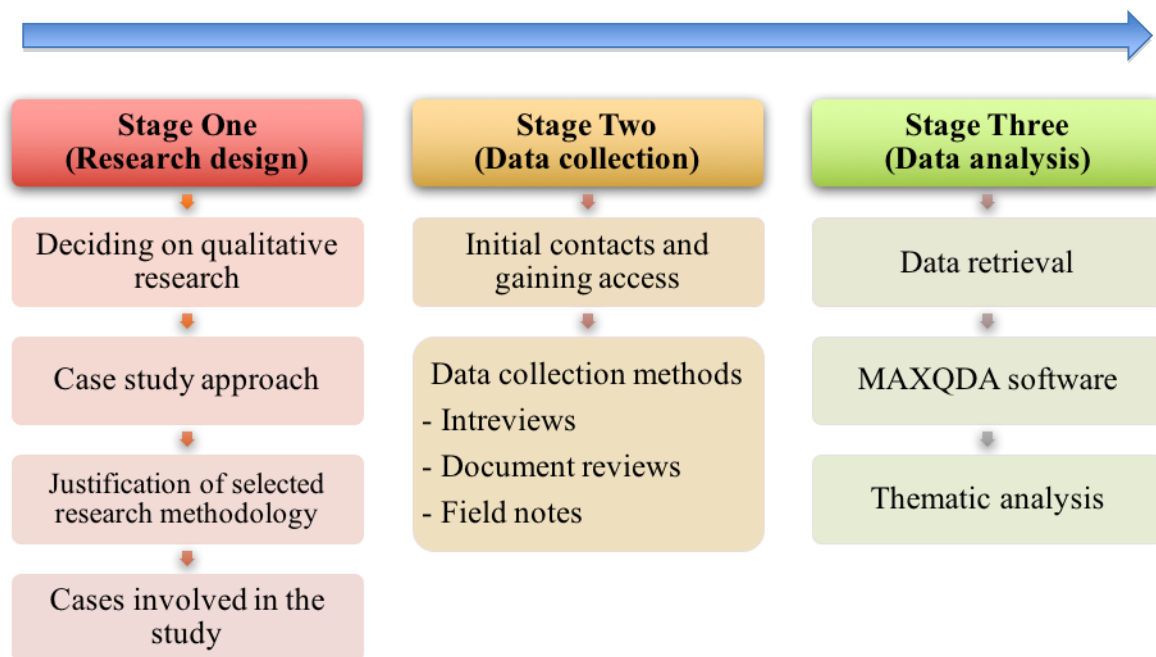 Stage One
(Research design)
Deciding on qualitative
research
Case study approach
Justification of selected
research methodology
Cases involved in the
study
Stage Two
(Data collection)
Initial contacts and
gaining access
Data collection methods
- Intreviews
- Document reviews
- Field notes
Stage Three
(Data analysis)
Data retrieval
MAXQDA software
Thematic analysis